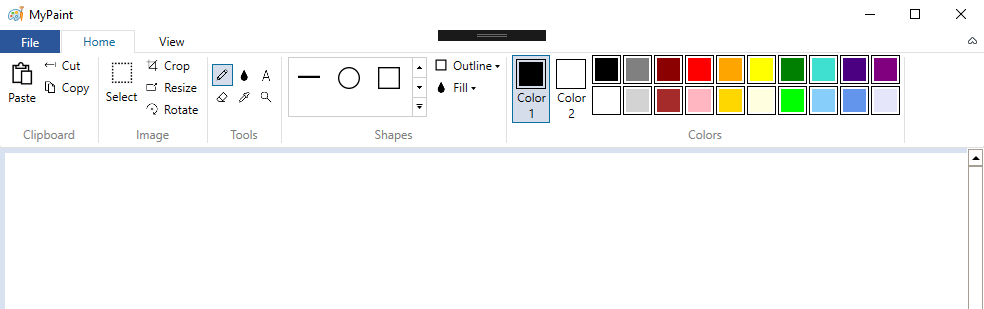 MyPaint
File Home View
Paste
Cut
Copy
Clipboard
Select
Crop
Resize
Rotate
Image
A
Tools
Shapes
Outline
Fill
Color
1
Color
2
Colors